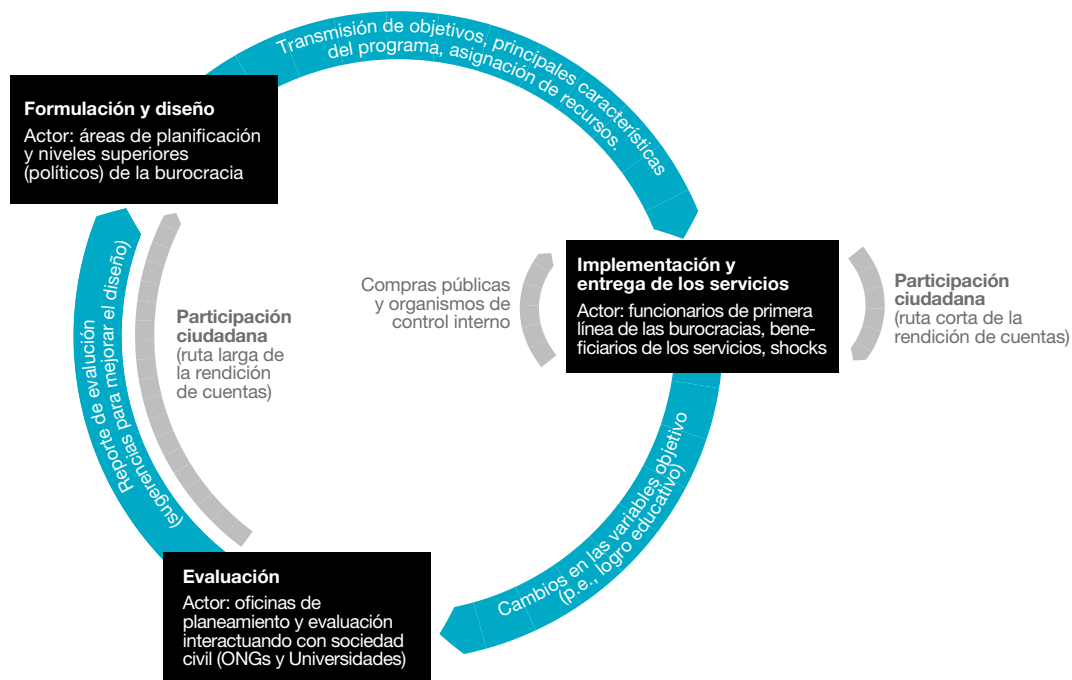 Transmisión de objetivos, principales características
del programa, asignación de recursos.
Formulación y diseño
Actor: áreas de planificación
y niveles superiores
(políticos) de la burocracia
Compras públicas
y organismos de
control interno
Implementación y
entrega de los servicios
Actor: funcionarios de primera
línea de las burocracias, bene-
ficiarios de los servicios, shocks
Participación
ciudadana
(ruta corta de la
rendición de cuentas)
Reporte de evalución
(sugerencias para mejorar el diseño)
Participación
ciudadana
(ruta larga de
la rendición
de cuentas)
Cambios en las variables objetivo
(p.e., logro educativo)
Evaluación
Actor: oficinas de
planeamiento y evaluación
interactuando con sociedad
civil (ONGs y Universidades)